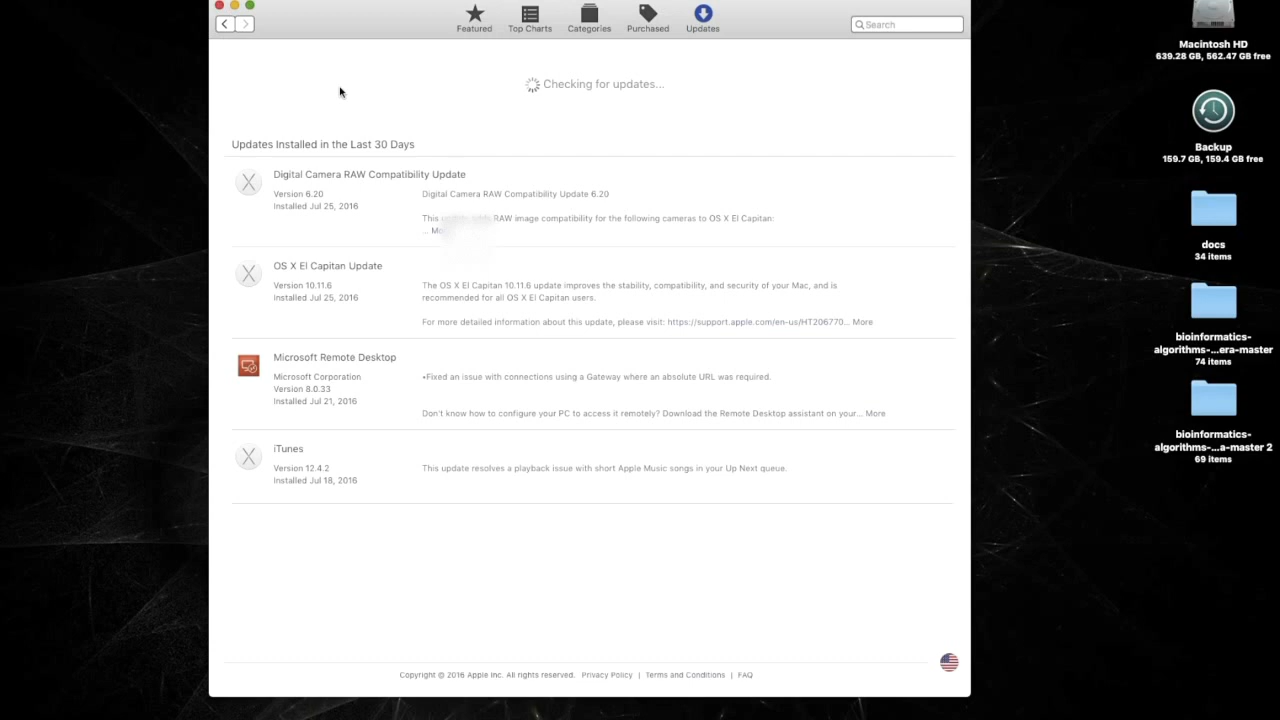 Featured
Top Charts
Categories
Purchased
Updates
Search
Checking for updates...
Updates Installed in the Last 30 Days
Digital Camera RAW Compatibility Update
Version 6.20
Installed Jul 25, 2016
Digital Camera RAW Compatibility Update 6.20
This RAW image compatibility for the following cameras to OS X El Capitan:
...
OS X El Capitan Update
Version 10.11.6
Installed Jul 25, 2016
The OS X El Capitan 10.11.6 update improves the stability, compatibility, and security of your Mac, and is
recommended for all OS X El Capitan users.
For more detailed information about this update, please visit: https://support.apple.com/en-us/HT206770... More
Microsoft Remote Desktop
Microsoft Corporation
Version 8.0.33
Installed Jul 21, 2016
•Fixed an issue with connections using a Gateway where an absolute URL was required.
Don't know how to configure your PC to access it remotely? Download the Remote Desktop assistant on your... More
iTunes
Version 12.4.2
Installed Jul 18, 2016
This update resolves a playback issue with short Apple Music songs in your Up Next queue.
Copyright © 2016 Apple Inc. All rights reserved. Privacy Policy | Terms and Conditions | FAQ
Macintosh HD
639.28 GB, 562.47 GB free
Backup
159.7 GB, 159.4 GB free
docs
34 items
bioinformatics-
algorithms-...era-master
74 items
bioinformatics-
algorithms-...a-master 2
69 items